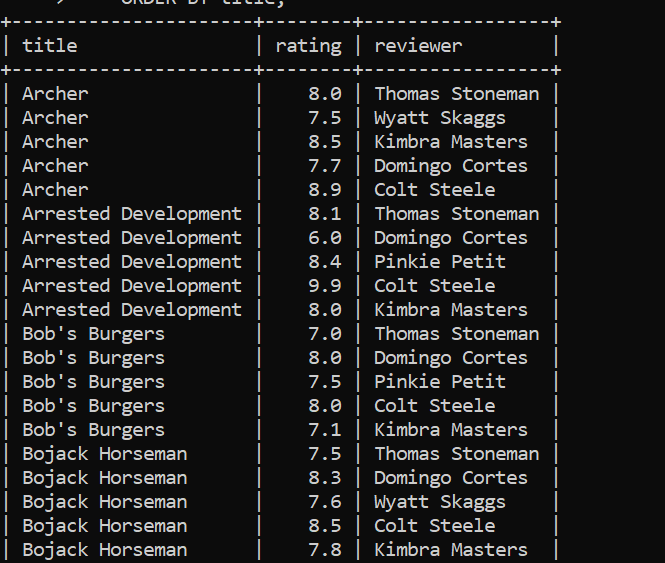 > ORDER BY title;
+----------------------+--------+-----------------+
| title                | rating | reviewer        |
+----------------------+--------+-----------------+
| Archer               |    8.0 | Thomas Stoneman |
| Archer               |    7.5 | Wyatt Skaggs    |
| Archer               |    8.5 | Kimbra Masters  |
| Archer               |    7.7 | Domingo Cortes  |
| Archer               |    8.9 | Colt Steele     |
| Arrested Development |    8.1 | Thomas Stoneman |
| Arrested Development |    6.0 | Domingo Cortes  |
| Arrested Development |    8.4 | Pinkie Petit    |
| Arrested Development |    9.9 | Colt Steele     |
| Arrested Development |    8.0 | Kimbra Masters  |
| Bob's Burgers        |    7.0 | Thomas Stoneman |
| Bob's Burgers        |    8.0 | Domingo Cortes  |
| Bob's Burgers        |    7.5 | Pinkie Petit    |
| Bob's Burgers        |    8.0 | Colt Steele     |
| Bob's Burgers        |    7.1 | Kimbra Masters  |
| Bojack Horseman      |    7.5 | Thomas Stoneman |
| Bojack Horseman      |    8.3 | Domingo Cortes  |
| Bojack Horseman      |    7.6 | Wyatt Skaggs    |
| Bojack Horseman      |    8.5 | Colt Steele     |
| Bojack Horseman      |    7.8 | Kimbra Masters  |